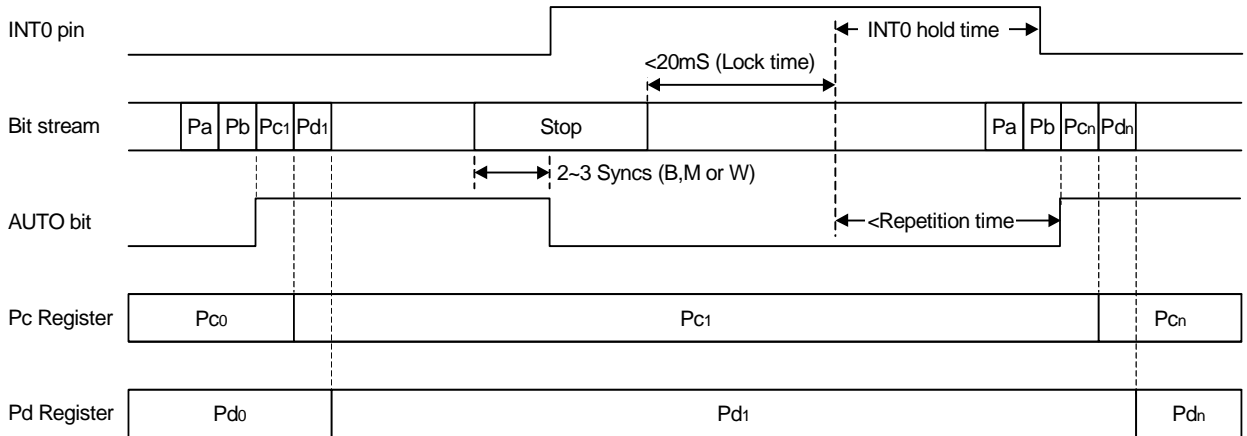 INT0 pin
INT0 hold time
<20mS (Lock time)
Bit stream
Pa Pb Pc1 Pd1 Stop Pa Pb Pcn Pdn
2~3 Syncs (B,M or W)
AUTO bit
<Repetition time
Pc Register Pc0 Pc1 Pcn
Pd Register Pd0 Pd1 Pdn